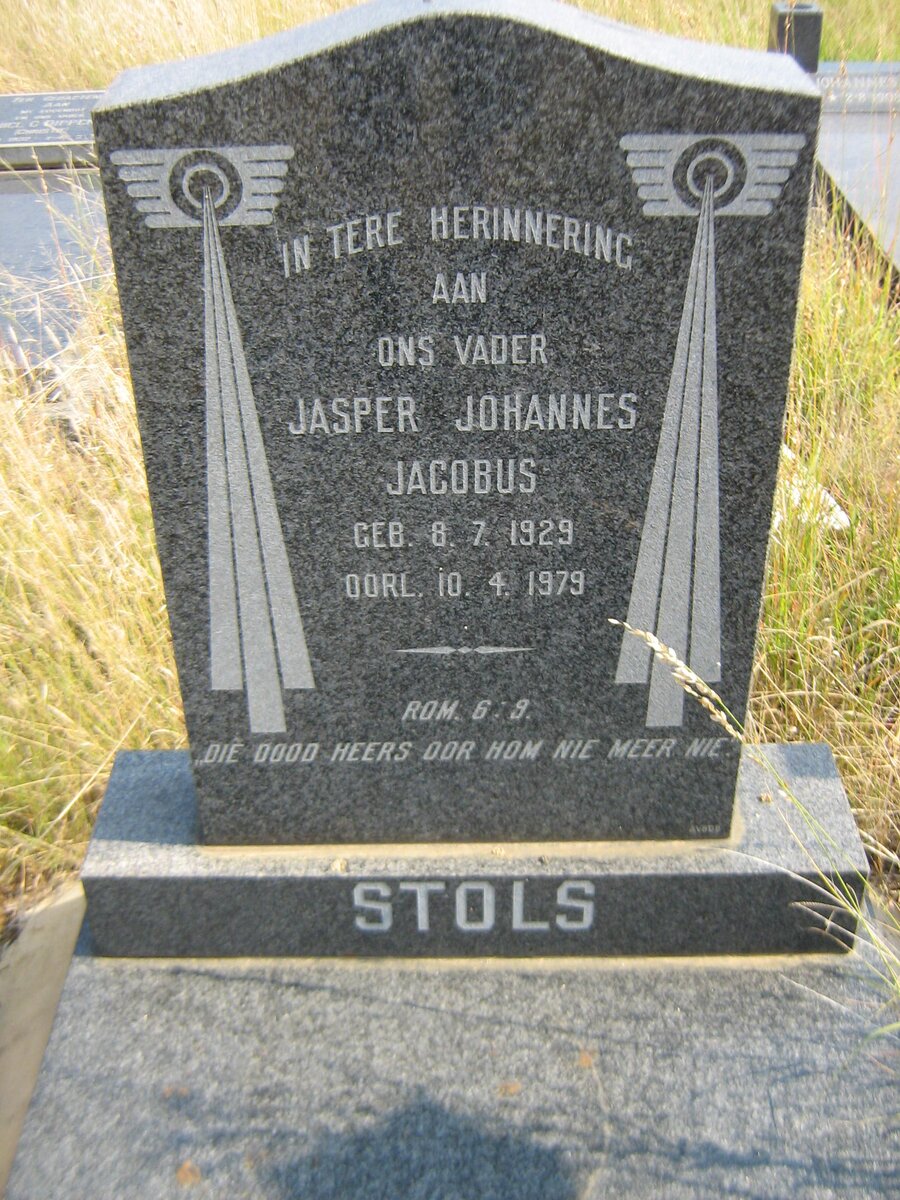 IN TERE HERINNERING
AAN
ONS VADER
JASPER JOHANNES
JACOBUS
GEB. 8. 7. 1929
OORL. 10. 4. 1979
ROM. 6:9.
DIE DOOD HEERS OOR HOM NIE MEER NIE.
STOLS
JOHANNES